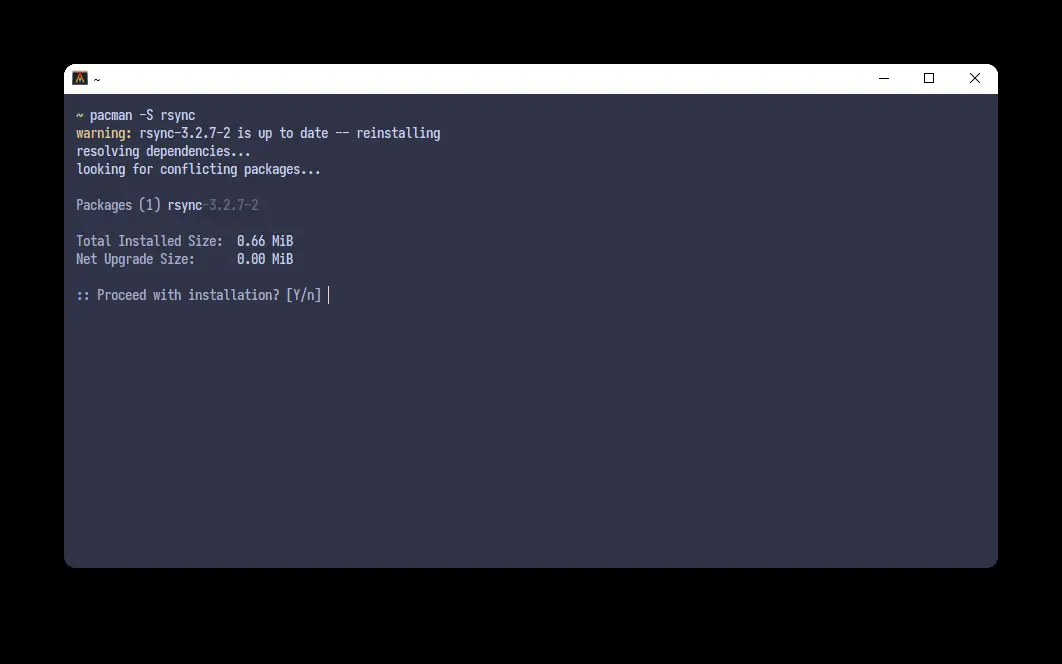 ~
~ pacman -S rsync
warning: rsync-3.2.7-2 is up to date -- reinstalling
resolving dependencies...
looking for conflicting packages...
Packages (1) rsync-3.2.7-2
Total Installed Size:  0.66 MiB
Net Upgrade Size:      0.00 MiB
:: Proceed with installation? [Y/n]